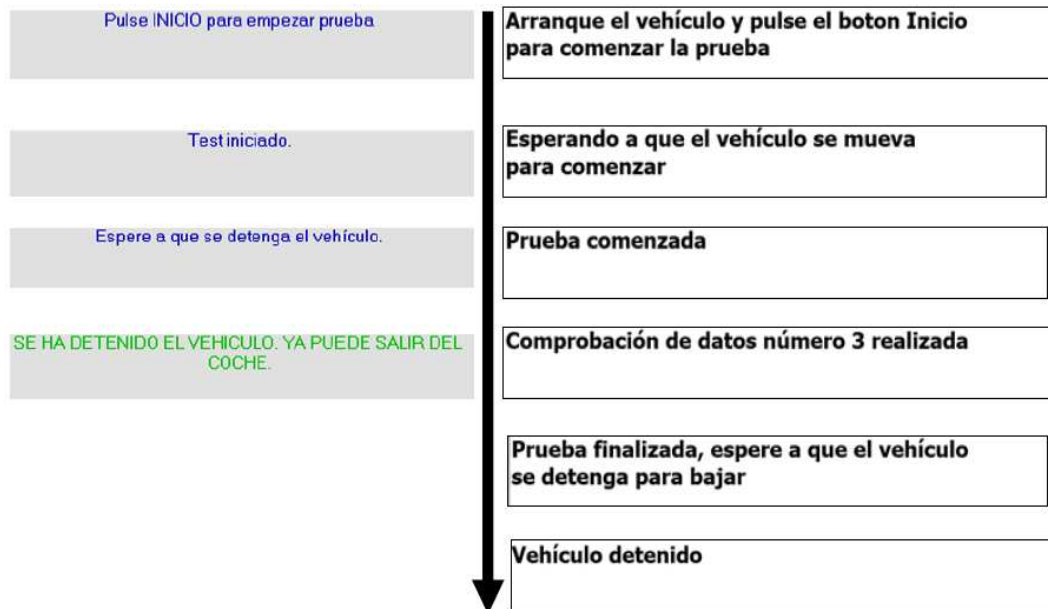 Pulse INICIO para empezar prueba
Test iniciado.
Espere a que se detenga el vehículo.
SE HA DETENIDO EL VEHICULO. YA PUEDE SALIR DEL
COCHE.
Arranque el vehículo y pulse el boton Inicio
para comenzar la prueba
Esperando a que el vehículo se mueva
para comenzar
Prueba comenzada
Comprobación de datos número 3 realizada
Prueba finalizada, espere a que el vehículo
se detenga para bajar
Vehículo detenido